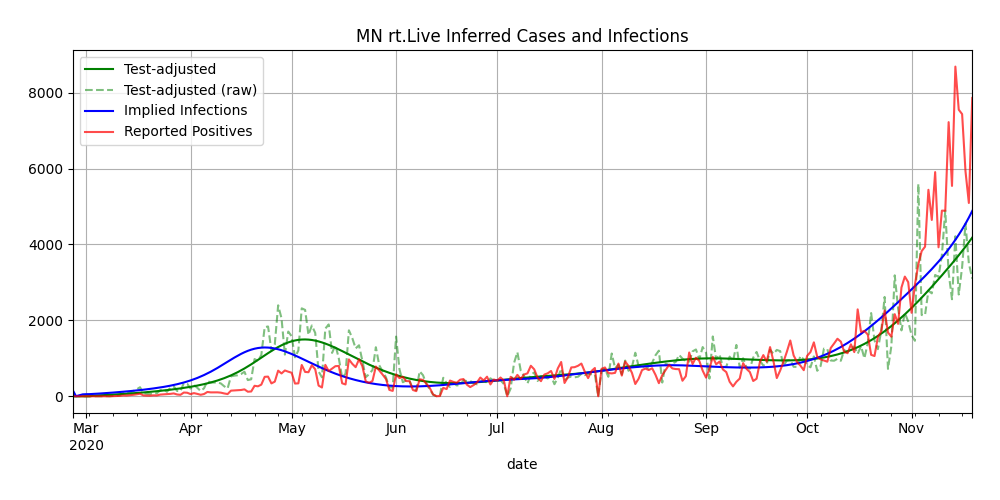 MN rt.Live Inferred Cases and Infections
Test-adjusted
Test-adjusted (raw)
Implied Infections
Reported Positives
8000
6000
4000
2000
0
Mar Apr May Jun Jul Aug Sep Oct Nov
2020
date